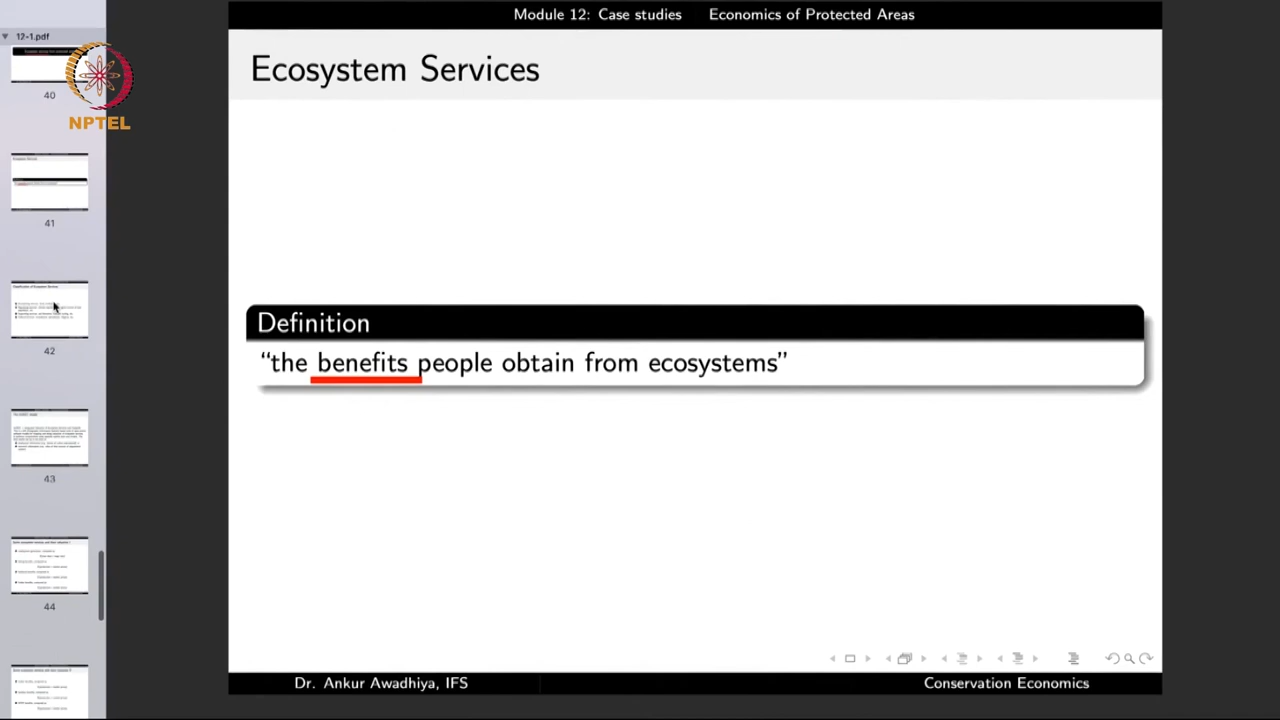 Module 12: Case studies Economics of Protected Areas
12-1.pdf
Ecosystem Services
NPTEL
40
41
42
43
44
Definition
“the benefits people obtain from ecosystems”
Dr. Ankur Awadhiya, IFS Conservation Economics